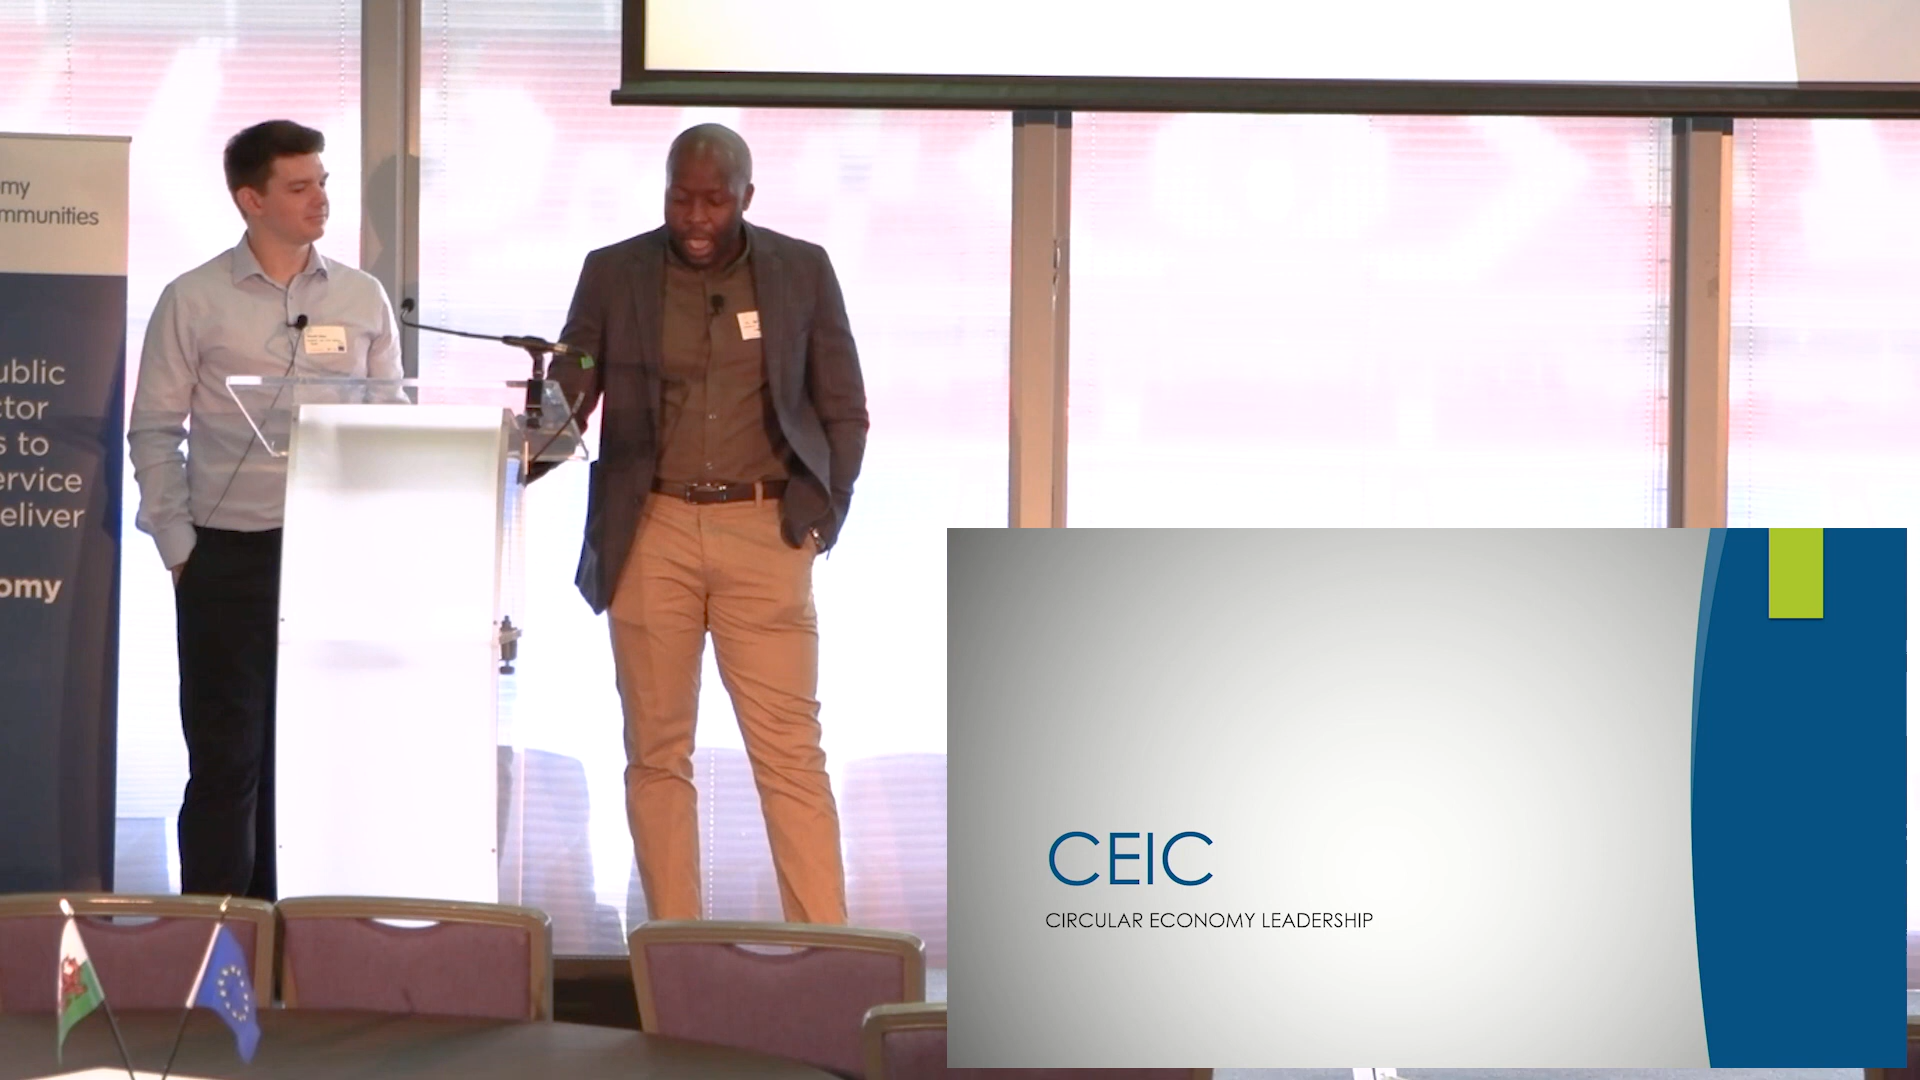 my
mmunities
ublic
ctor
s to
ervice
eliver
omy
CEIC
CIRCULAR ECONOMY LEADERSHIP